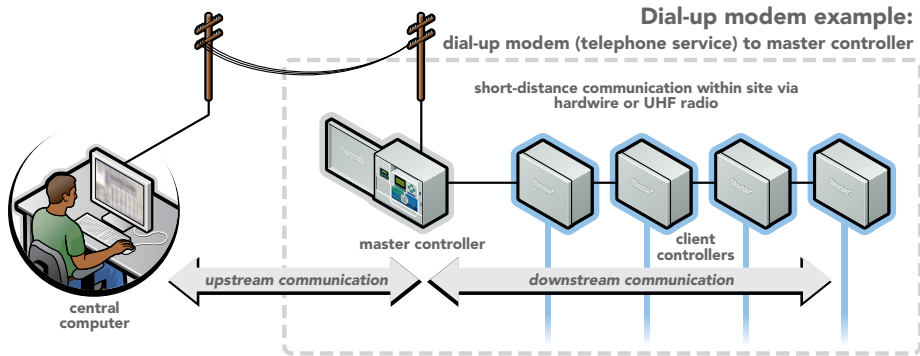 Dial-up modem example:
dial-up modem (telephone service) to master controller
short-distance communication within site via
hardwire or UHF radio
master controller
client
controllers
upstream communication
downstream communication
central
computer